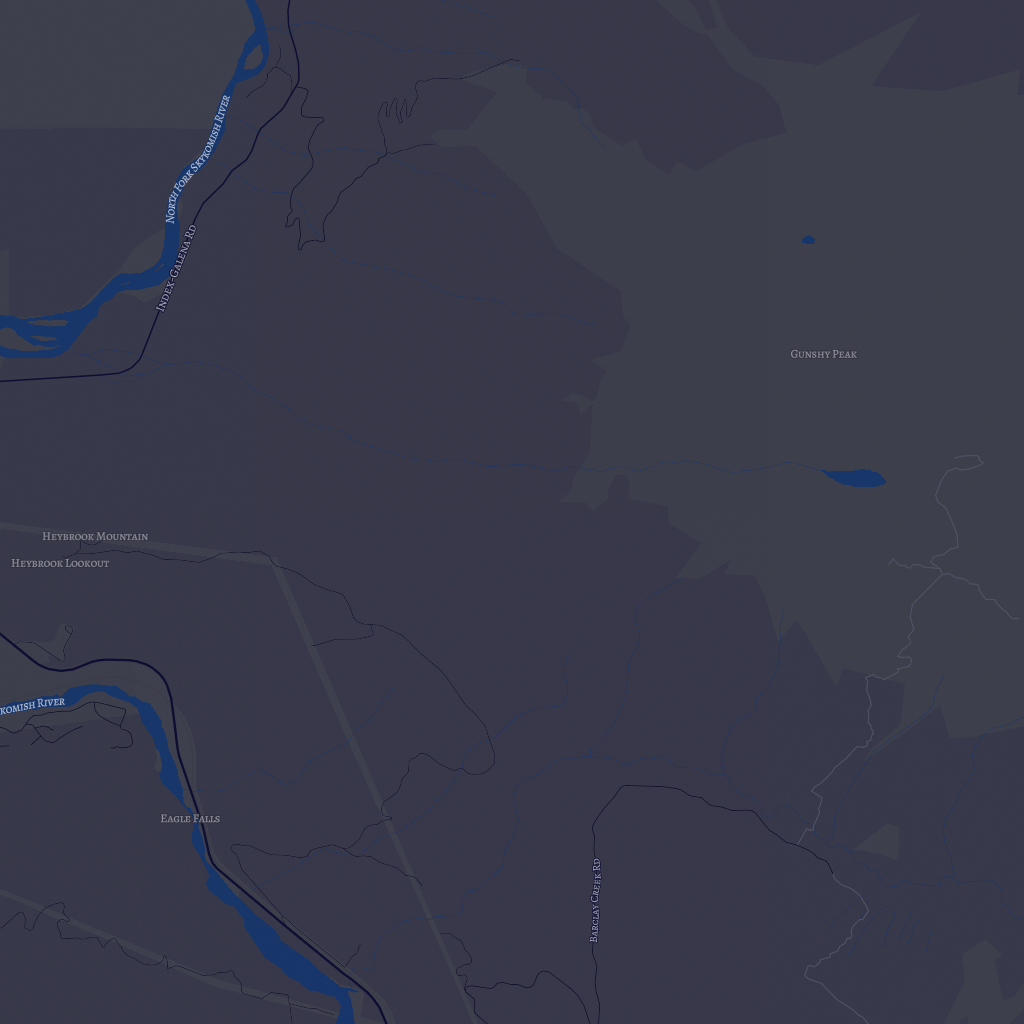 North Fork Skykomish River
Index-Galena Rd
Gunshy Peak
Heybrook Mountain
Heybrook Lookout
komish River
Eagle Falls
Barclay Creek Rd